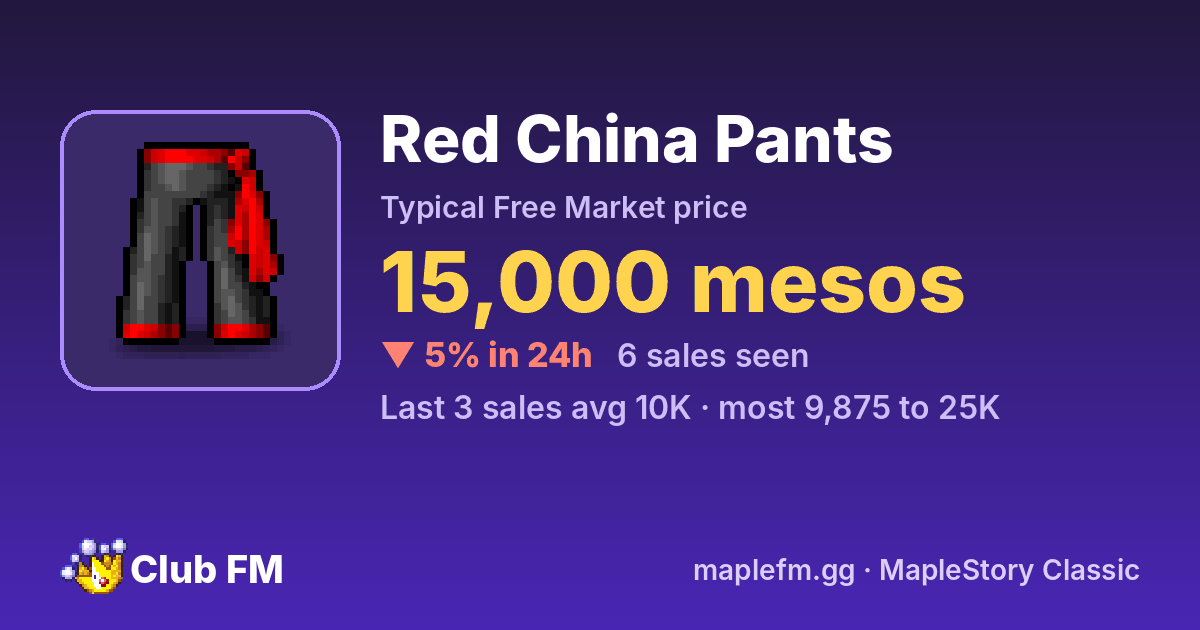 Red China Pants
Typical Free Market price
15,000 mesos
▼ 5% in 24h 6 sales seen
Last 3 sales avg 10K · most 9,875 to 25K
Club FM
maplefm.gg · MapleStory Classic